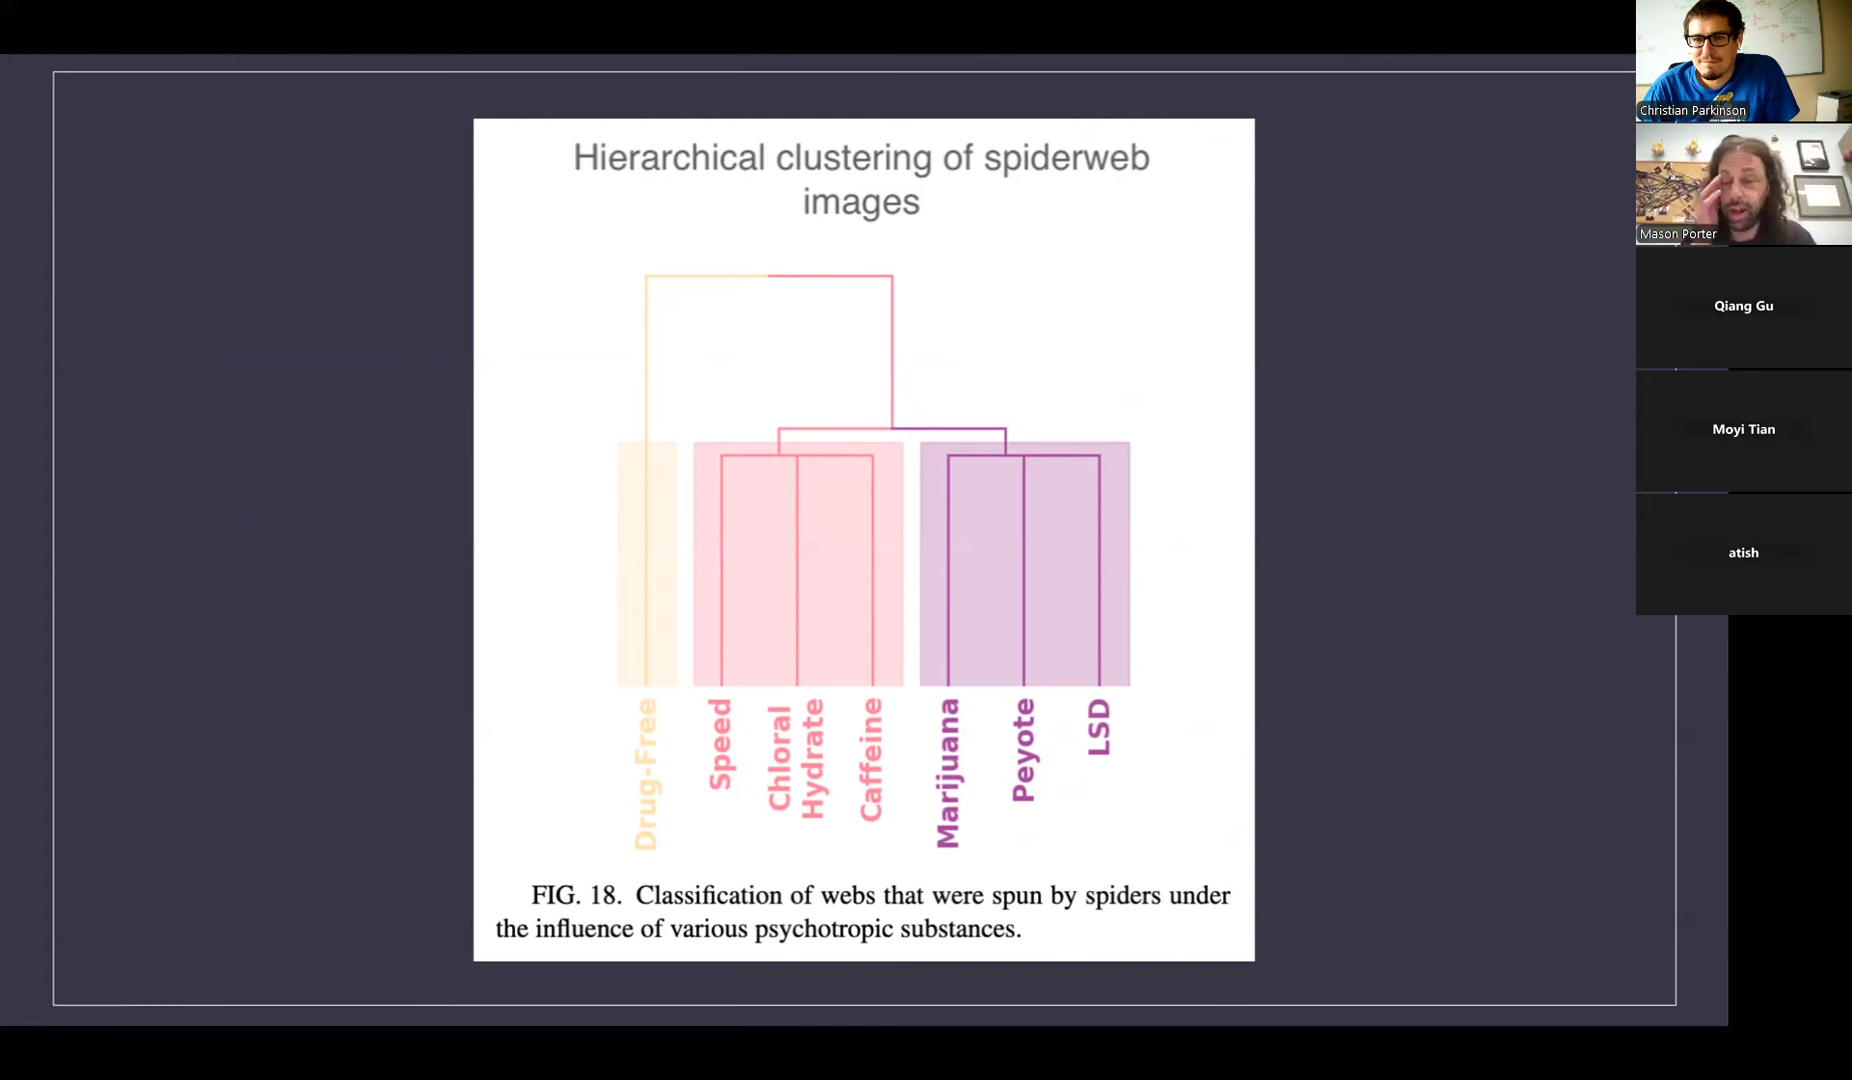 Hierarchical clustering of spiderweb
images
Drug-Free
Speed
Chloral
Hydrate
Caffeine
Marijuana
Peyote
LSD
FIG. 18. Classification of webs that were spun by spiders under
the influence of various psychotropic substances.
Christian Parkinson
Mason Porter
Qiang Gu
Moyi Tian
atish